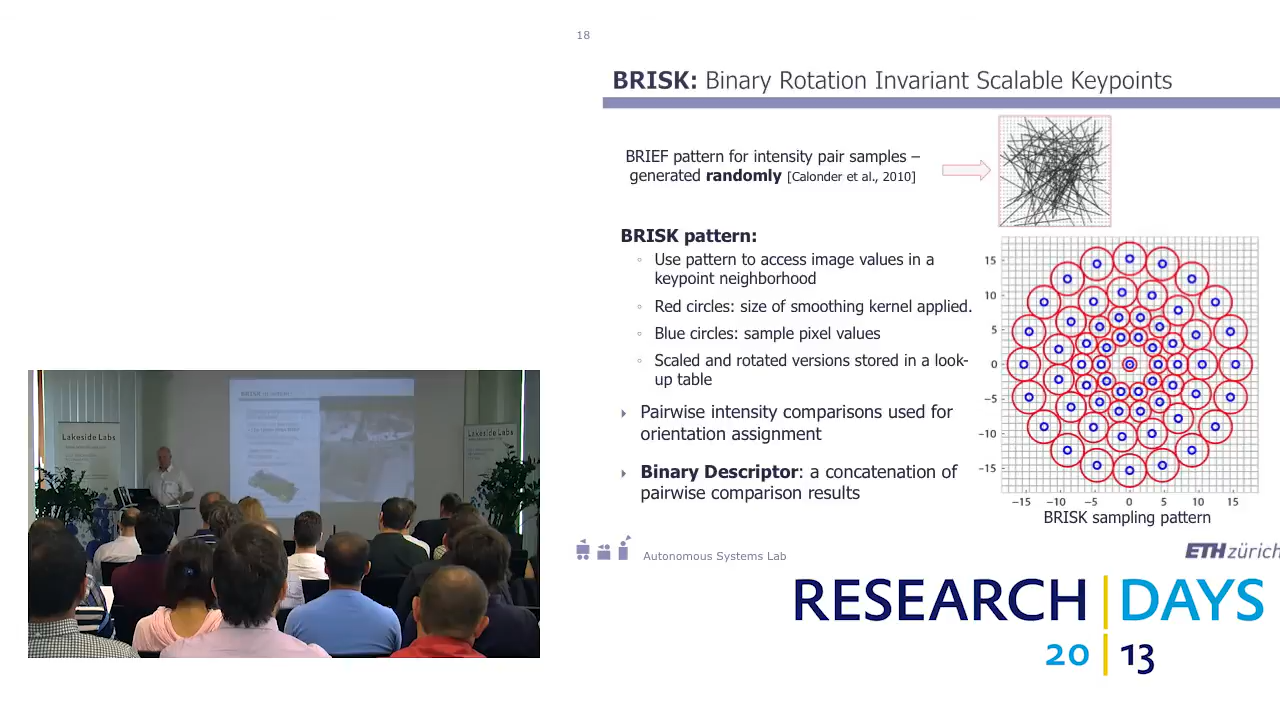 18
BRISK: Binary Rotation Invariant Scalable Keypoints
BRIEF pattern for intensity pair samples –
generated randomly [Calonder et al., 2010]
BRISK pattern:
Use pattern to access image values in a
keypoint neighborhood
Red circles: size of smoothing kernel applied.
Blue circles: sample pixel values
Scaled and rotated versions stored in a look-
up table
Pairwise intensity comparisons used for
orientation assignment
Binary Descriptor: a concatenation of
pairwise comparison results
15
10
5
0
−5
−10
−15
−15 −10 −5 0 5 10 15
BRISK sampling pattern
Autonomous Systems Lab
ETH zürich
Lakeside Labs
Lakeside Labs
RESEARCH DAYS
20 13